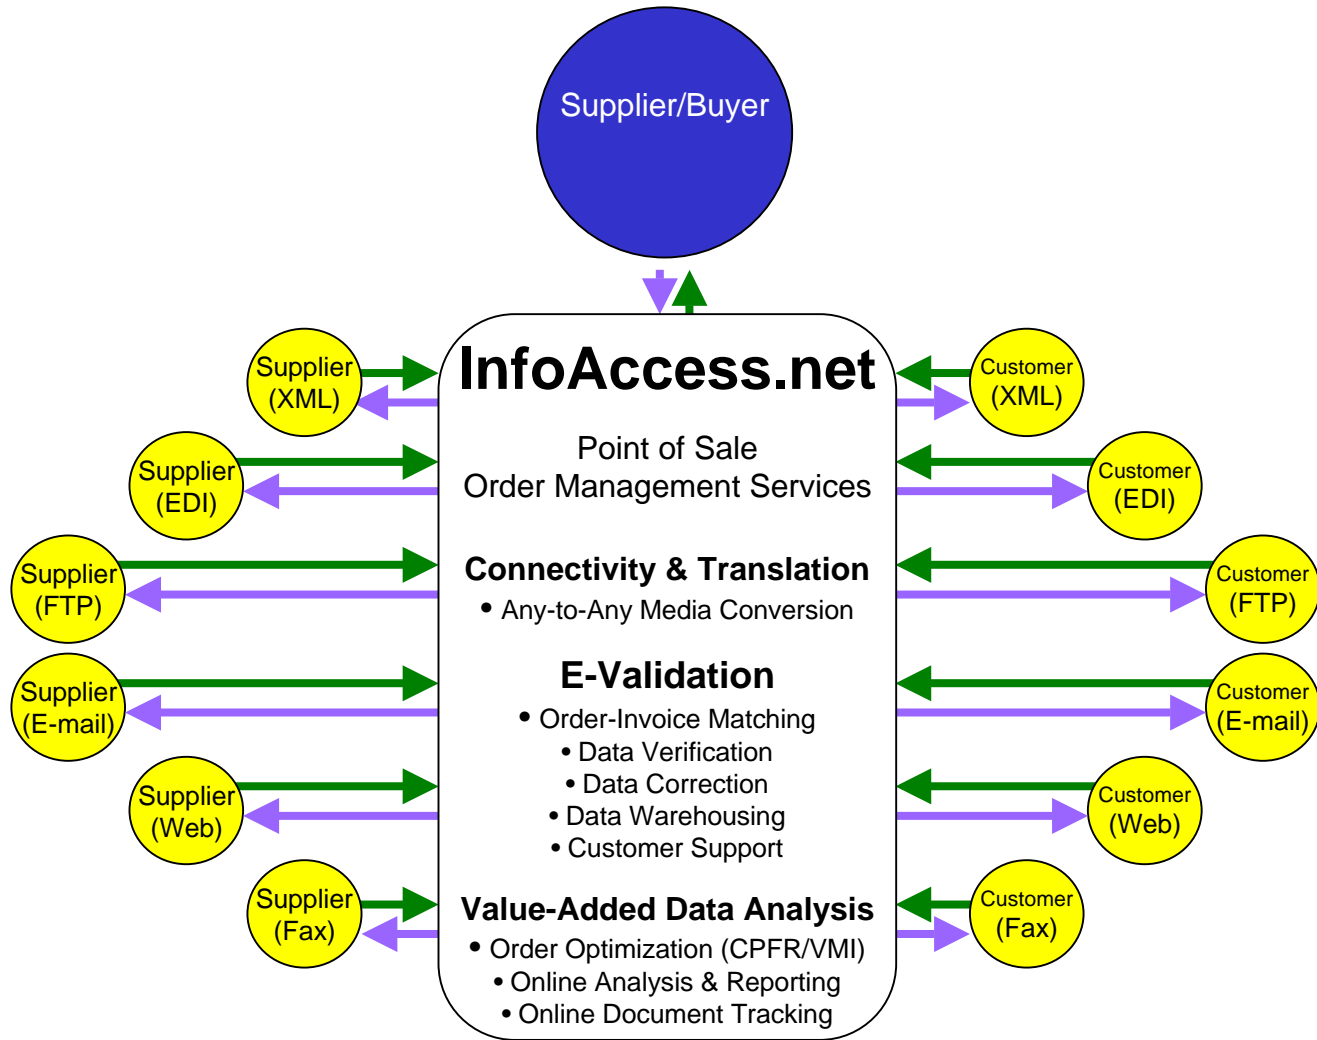 Supplier/Buyer
InfoAccess.net
Point of Sale
Order Management Services
Connectivity & Translation
• Any-to-Any Media Conversion
E-Validation
• Order-Invoice Matching
• Data Verification
• Data Correction
• Data Warehousing
• Customer Support
Value-Added Data Analysis
• Order Optimization (CPFR/VMI)
• Online Analysis & Reporting
• Online Document Tracking
Supplier
(XML)
Supplier
(EDI)
Supplier
(FTP)
Supplier
(E-mail)
Supplier
(Web)
Supplier
(Fax)
Customer
(XML)
Customer
(EDI)
Customer
(FTP)
Customer
(E-mail)
Customer
(Web)
Customer
(Fax)